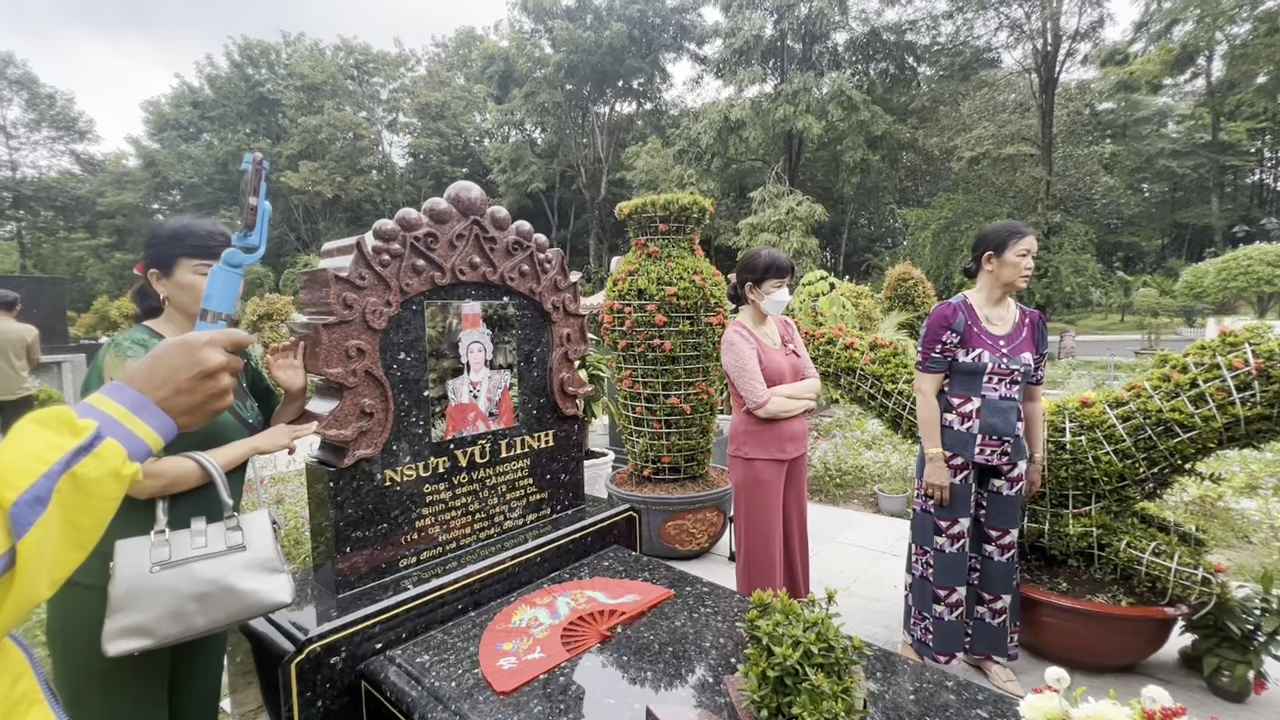 NSƯT VŨ LINH
Ông: VÕ VĂN NGOAN
Pháp danh: TÂM GIÁC
Sinh ngày: 10 - 12 - 1958
Mất ngày: 05 - 03 - 2023 DL
(14 - 02 - 2023 AL năm Quý Mão)
Hưởng thọ: 66 tuổi
Gia đình và con cháu đồng lập mộ